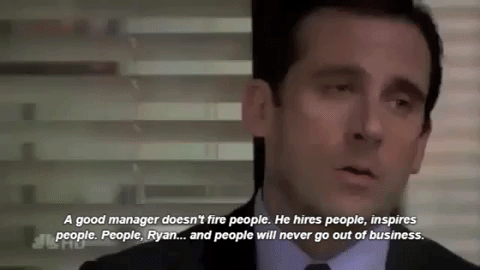 A good manager doesn't fire people. He hires people, inspires
people. People, Ryan... and people will never go out of business.
HD